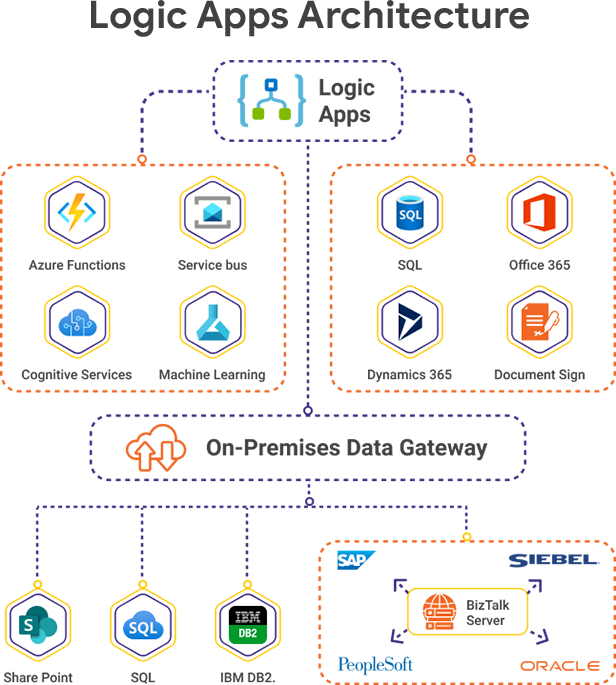 Logic Apps Architecture
Logic
Apps
Azure Functions
Service bus
Cognitive Services
Machine Learning
SQL
SQL
Office 365
Dynamics 365
Document Sign
On-Premises Data Gateway
S
Share Point
SQL
SQL
IBM
DB2
IBM DB2.
SAP
SIEBEL.
BizTalk
Server
PeopleSoft
ORACLE